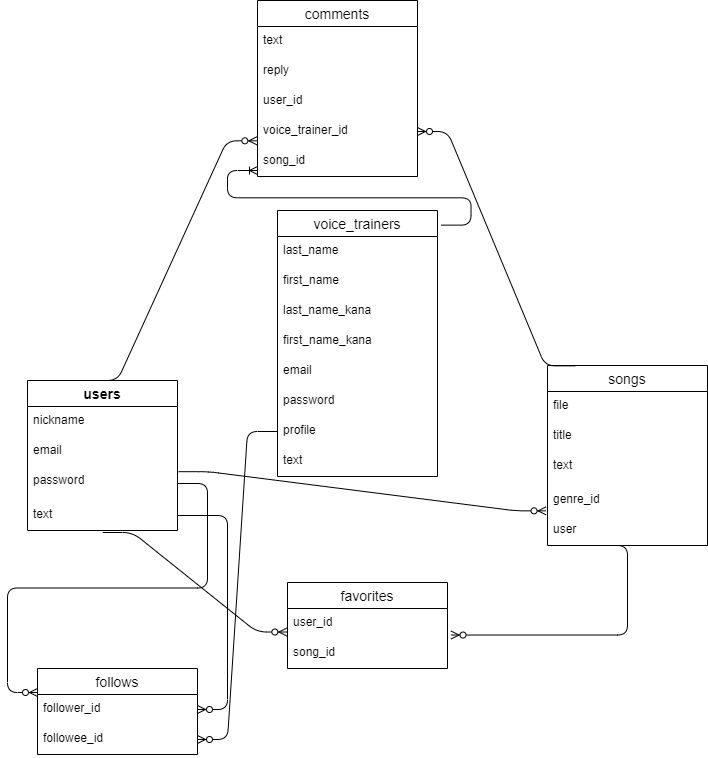 comments
text
reply
user_id
voice_trainer_id
song_id
voice_trainers
last_name
first_name
last_name_kana
first_name_kana
email
password
profile
text
users
nickname
email
password
text
songs
file
title
text
genre_id
user
favorites
user_id
song_id
follows
follower_id
followee_id